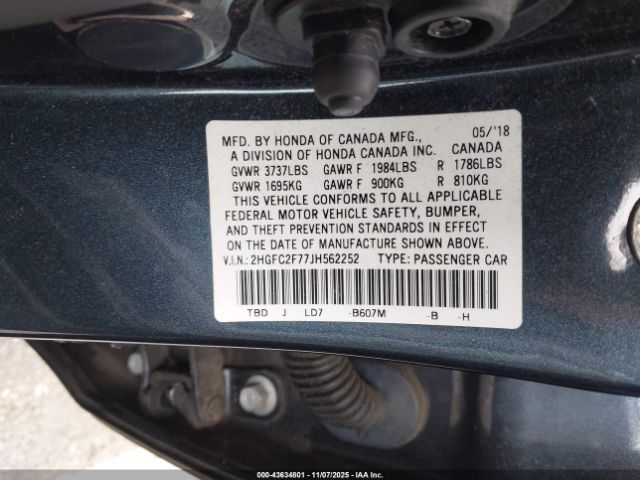 MFD. BY HONDA OF CANADA MFG., 05/'18
A DIVISION OF HONDA CANADA INC. CANADA
GVWR 3737LBS GAWR F 1984LBS R 1786LBS
GVWR 1695KG GAWR F 900KG R 810KG
THIS VEHICLE CONFORMS TO ALL APPLICABLE
FEDERAL MOTOR VEHICLE SAFETY, BUMPER,
AND THEFT PREVENTION STANDARDS IN EFFECT
ON THE DATE OF MANUFACTURE SHOWN ABOVE.
V.I.N.: 2HGFC2F77JH562252 TYPE: PASSENGER CAR
TBD J LD7 -B607M -B -H
000-43634801 - 11/07/2025 - IAA Inc.